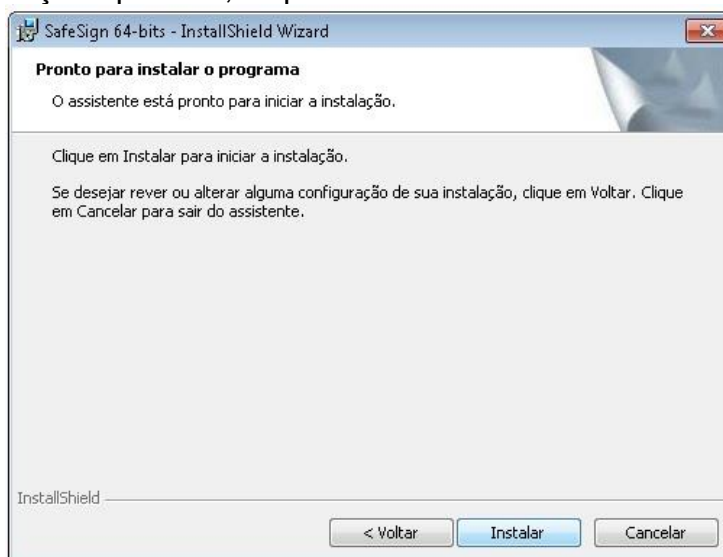 SafeSign 64-bits - InstallShield Wizard
Pronto para instalar o programa
O assistente está pronto para iniciar a instalação.
Clique em Instalar para iniciar a instalação.
Se desejar rever ou alterar alguma configuração de sua instalação, clique em Voltar. Clique
em Cancelar para sair do assistente.
InstallShield
< Voltar Instalar Cancelar